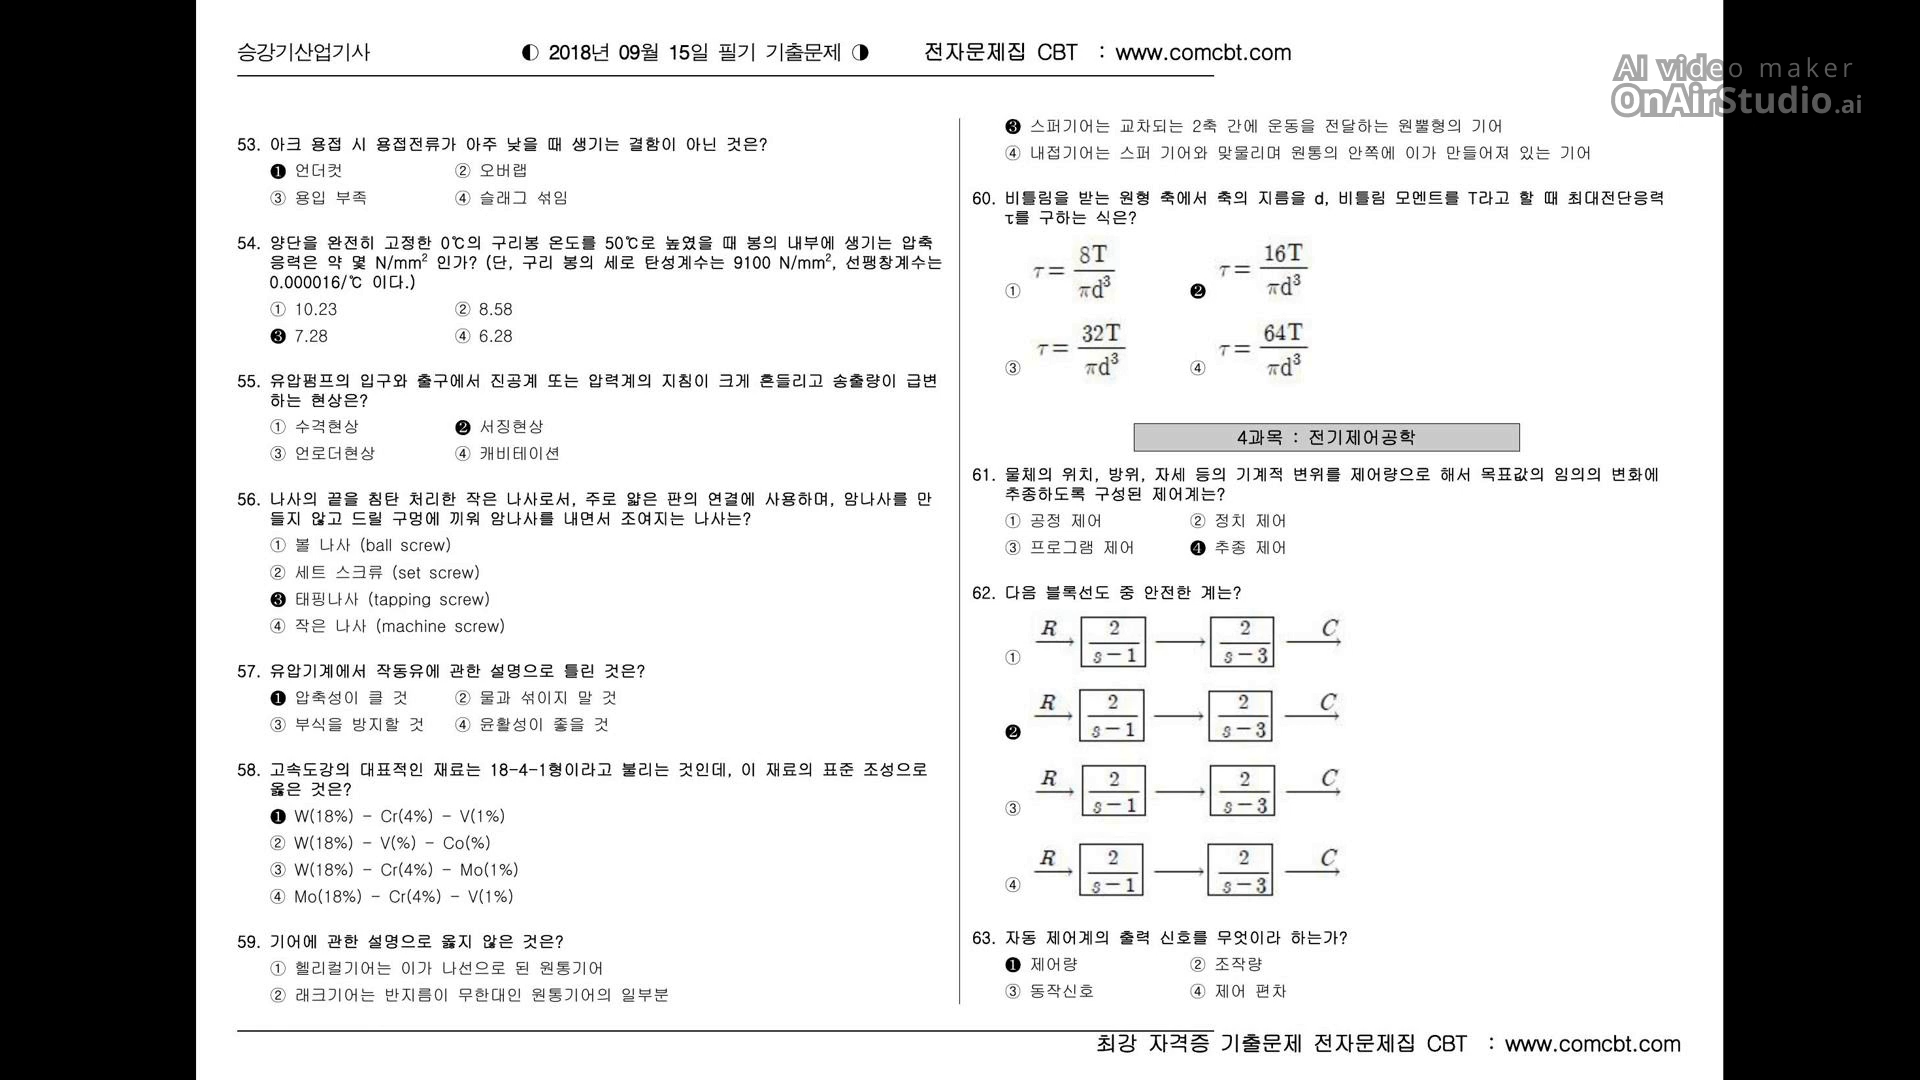 승강기산업기사
◐ 2018년 09월 15일 필기 기출문제 ◑
전자문제집 CBT : www.comcbt.com
AI video maker
OnAirStudio.ai
53. 아크 용접 시 용접전류가 아주 낮을 때 생기는 결함이 아닌 것은?
❶ 언더컷 ② 오버랩
③ 용입 부족 ④ 슬래그 섞임
54. 양단을 완전히 고정한 0℃의 구리봉 온도를 50℃로 높였을 때 봉의 내부에 생기는 압축
응력은 약 몇 N/mm² 인가? (단, 구리 봉의 세로 탄성계수는 9100 N/mm², 선팽창계수는
0.000016/℃ 이다.)
① 10.23 ② 8.58
❸ 7.28 ④ 6.28
55. 유압펌프의 입구와 출구에서 진공계 또는 압력계의 지침이 크게 흔들리고 송출량이 급변
하는 현상은?
① 수격현상 ❷ 서징현상
③ 언로더현상 ④ 캐비테이션
56. 나사의 끝을 침탄 처리한 작은 나사로서, 주로 얇은 판의 연결에 사용하며, 암나사를 만
들지 않고 드릴 구멍에 끼워 암나사를 내면서 조여지는 나사는?
① 볼 나사 (ball screw)
② 세트 스크류 (set screw)
❸ 태핑나사 (tapping screw)
④ 작은 나사 (machine screw)
57. 유압기계에서 작동유에 관한 설명으로 틀린 것은?
❶ 압축성이 클 것 ② 물과 섞이지 말 것
③ 부식을 방지할 것 ④ 윤활성이 좋을 것
58. 고속도강의 대표적인 재료는 18-4-1형이라고 불리는 것인데, 이 재료의 표준 조성으로
옳은 것은?
❶ W(18%) - Cr(4%) - V(1%)
② W(18%) - V(%) - Co(%)
③ W(18%) - Cr(4%) - Mo(1%)
④ Mo(18%) - Cr(4%) - V(1%)
59. 기어에 관한 설명으로 옳지 않은 것은?
① 헬리컬기어는 이가 나선으로 된 원통기어
② 래크기어는 반지름이 무한대인 원통기어의 일부분
❸ 스퍼기어는 교차되는 2축 간에 운동을 전달하는 원뿔형의 기어
④ 내접기어는 스퍼 기어와 맞물리며 원통의 안쪽에 이가 만들어져 있는 기어
60. 비틀림을 받는 원형 축에서 축의 지름을 d, 비틀림 모멘트를 T라고 할 때 최대전단응력
τ를 구하는 식은?
① τ = 8T/πd³ ❷ τ = 16T/πd³
③ τ = 32T/πd³ ④ τ = 64T/πd³
4과목 : 전기제어공학
61. 물체의 위치, 방위, 자세 등의 기계적 변위를 제어량으로 해서 목표값의 임의의 변화에
추종하도록 구성된 제어계는?
① 공정 제어 ② 정치 제어
③ 프로그램 제어 ❹ 추종 제어
62. 다음 블록선도 중 안전한 계는?
① R 2/s-1 2/s-3 C
❷ R 2/s-1 2/s-3 C
③ R 2/s-1 2/s-3 C
④ R 2/s-1 2/s-3 C
63. 자동 제어계의 출력 신호를 무엇이라 하는가?
❶ 제어량 ② 조작량
③ 동작신호 ④ 제어 편차
최강 자격증 기출문제 전자문제집 CBT : www.comcbt.com